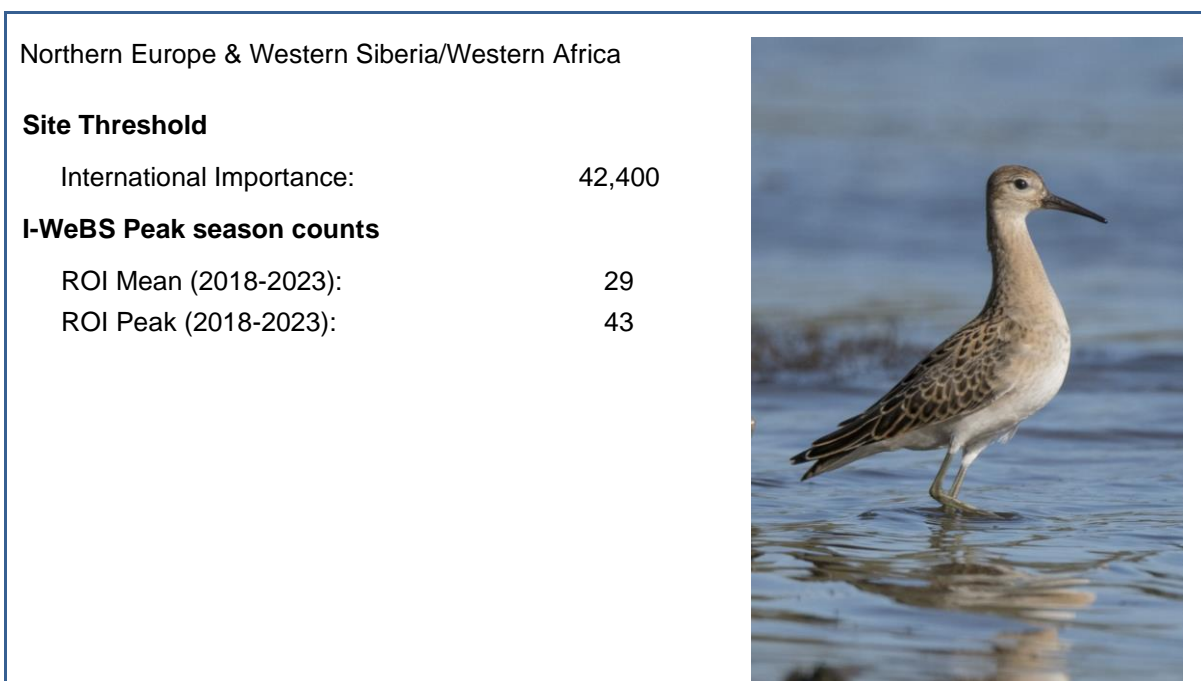 Northern Europe & Western Siberia/Western Africa
Site Threshold
International Importance: 42,400
I-WeBS Peak season counts
ROI Mean (2018-2023): 29
ROI Peak (2018-2023): 43